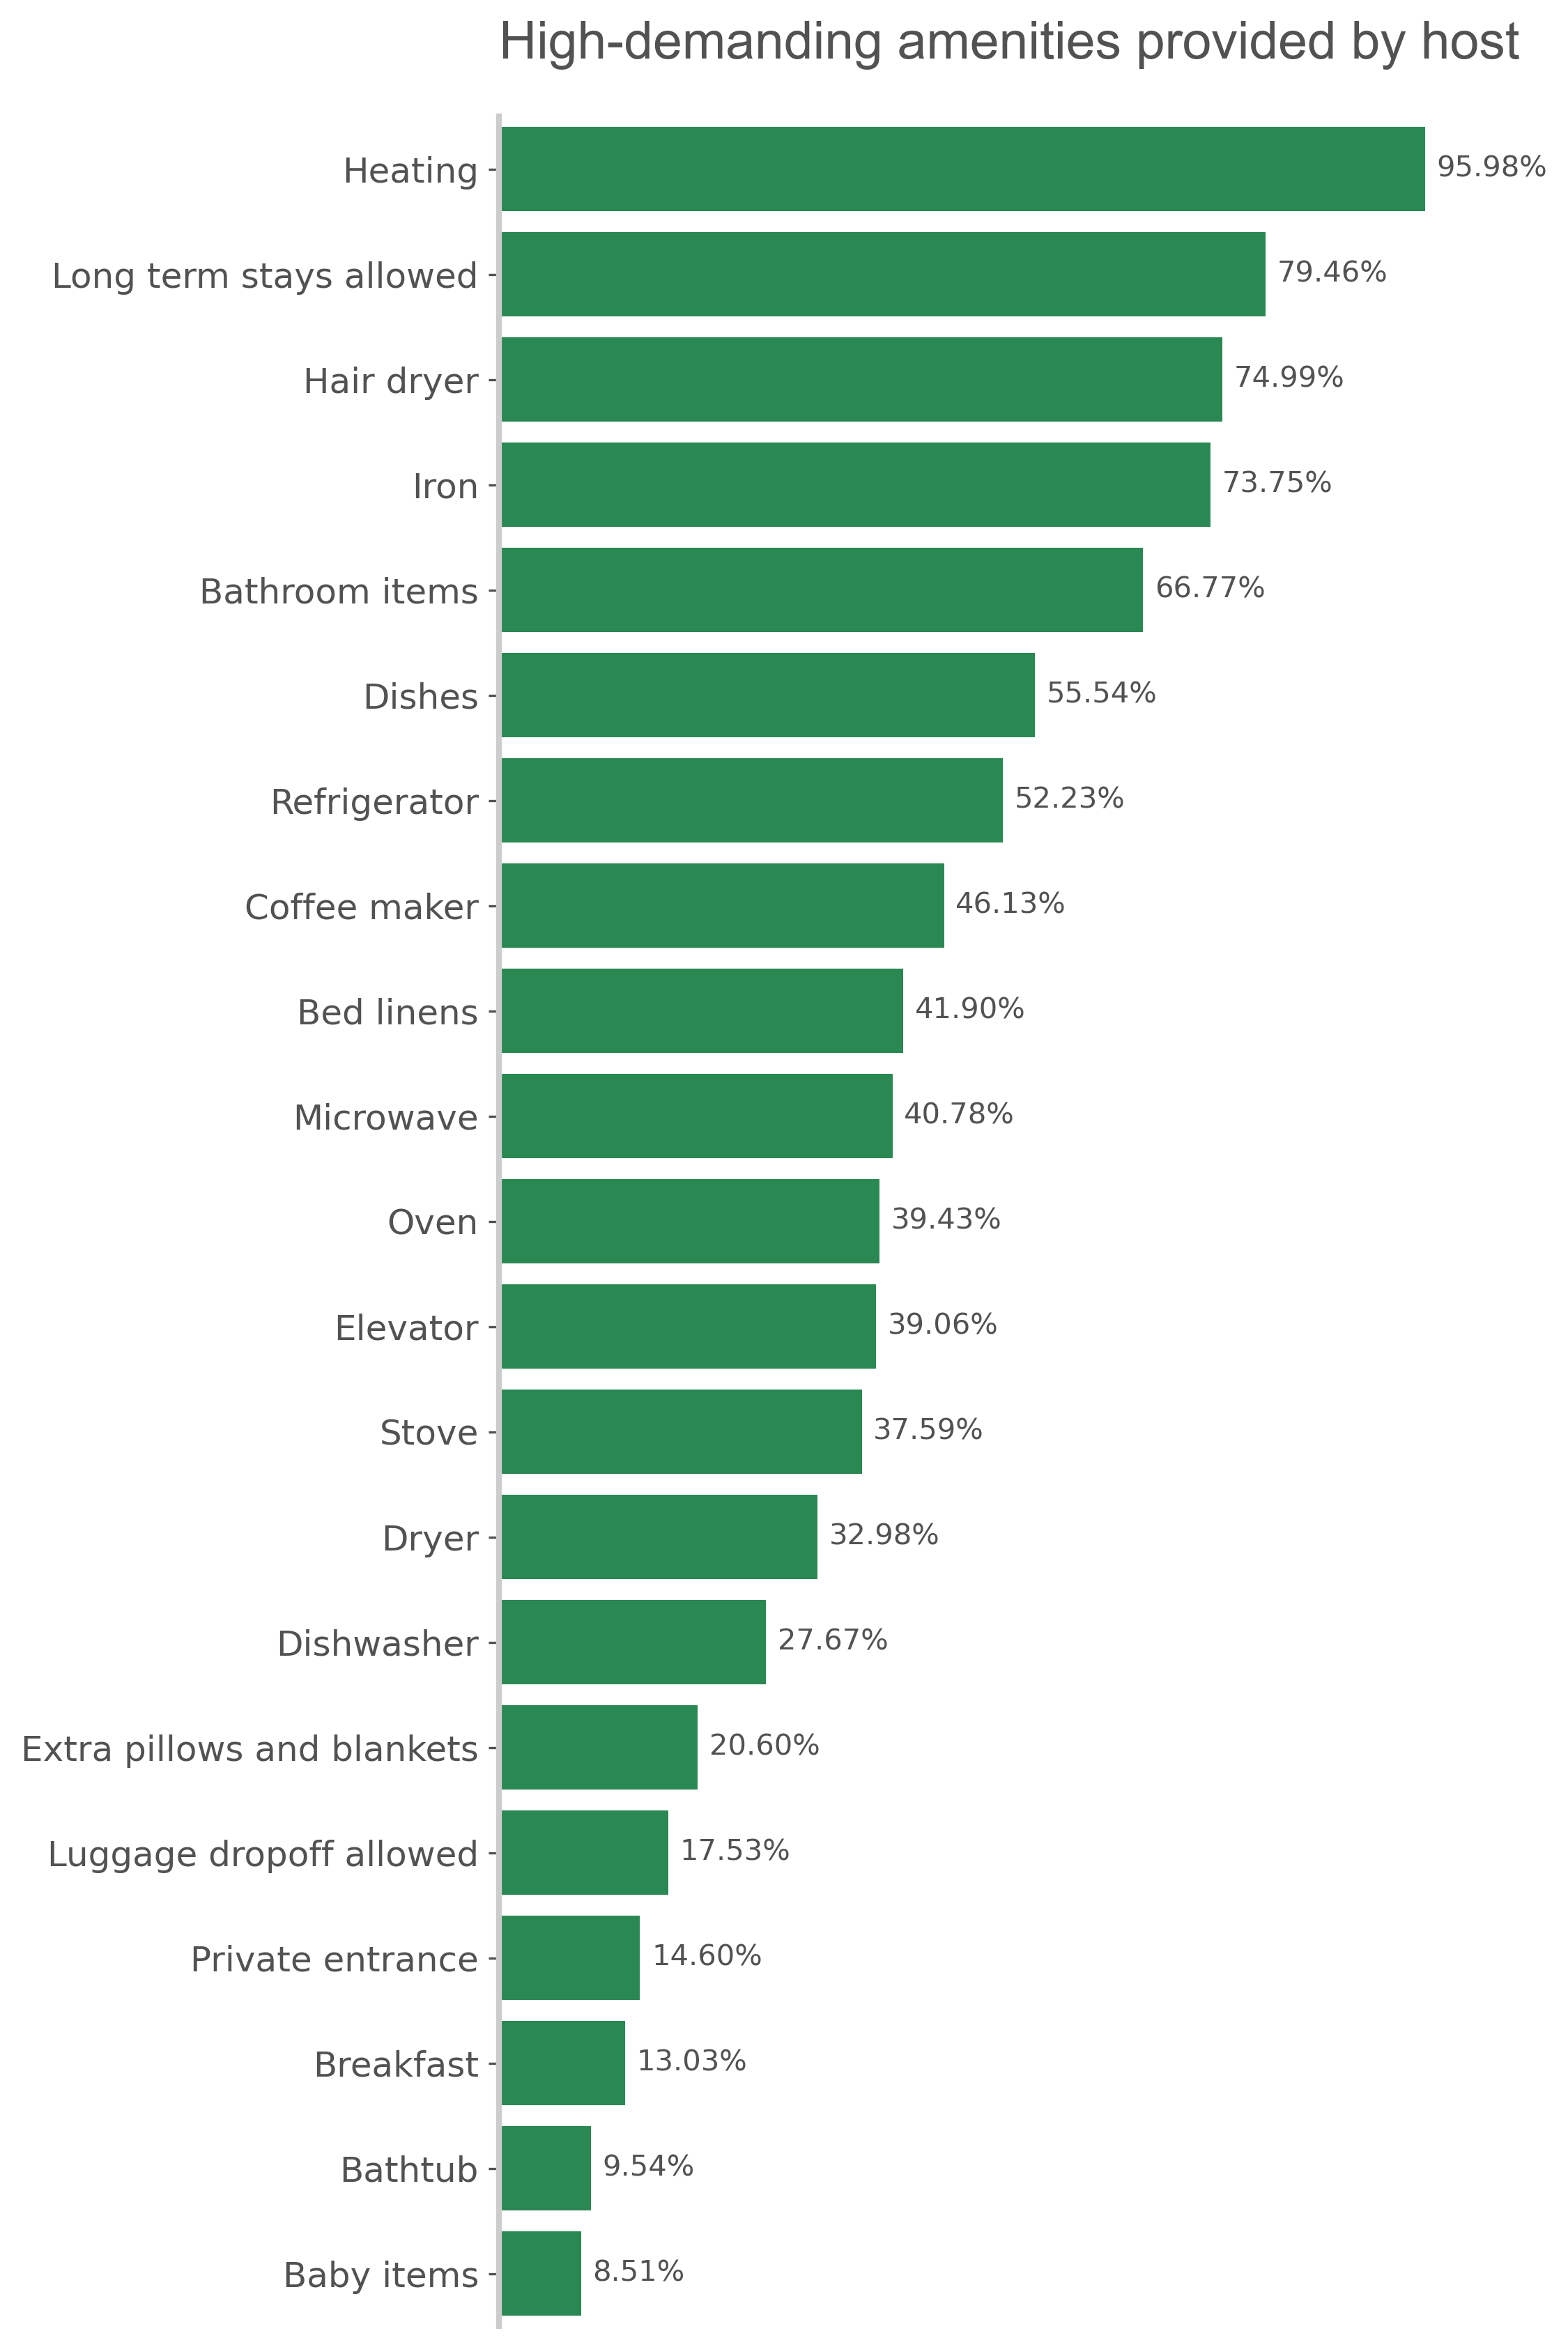 High-demanding amenities provided by host
Heating 95.98%
Long term stays allowed 79.46%
Hair dryer 74.99%
Iron 73.75%
Bathroom items 66.77%
Dishes 55.54%
Refrigerator 52.23%
Coffee maker 46.13%
Bed linens 41.90%
Microwave 40.78%
Oven 39.43%
Elevator 39.06%
Stove 37.59%
Dryer 32.98%
Dishwasher 27.67%
Extra pillows and blankets 20.60%
Luggage dropoff allowed 17.53%
Private entrance 14.60%
Breakfast 13.03%
Bathtub 9.54%
Baby items 8.51%